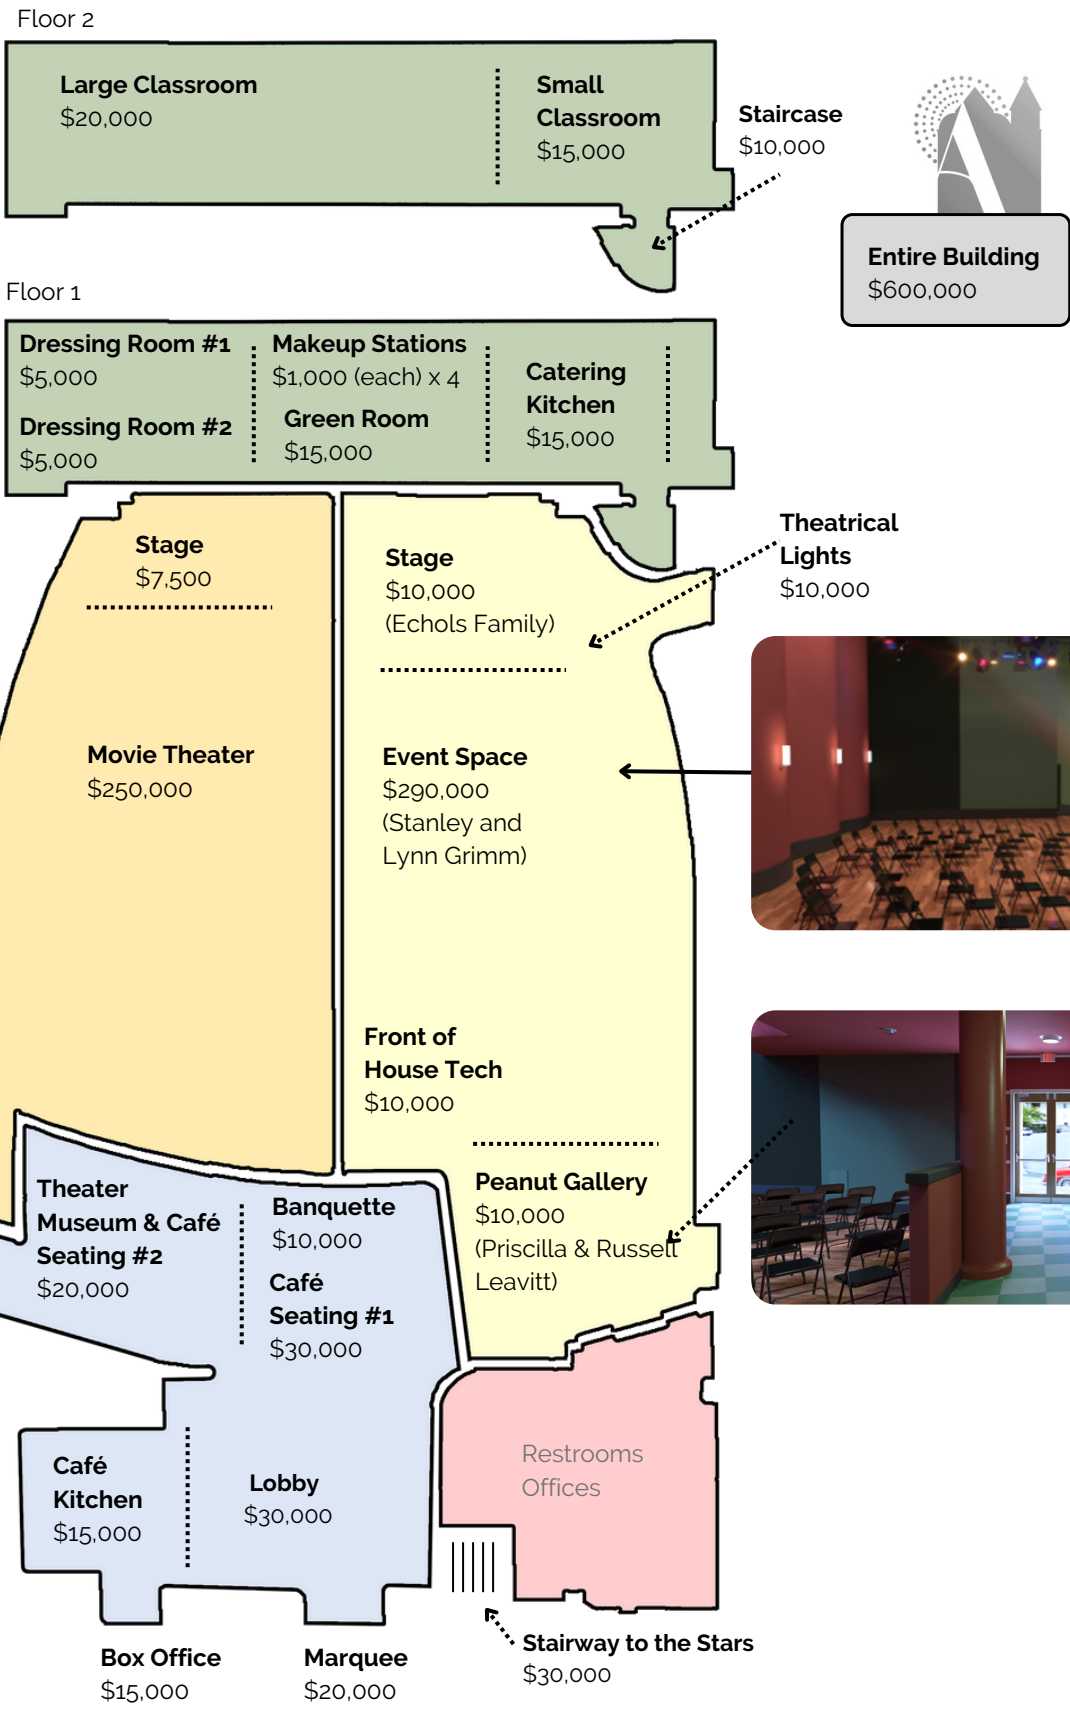 Floor 2
Large Classroom
$20,000
Small
Classroom
$15,000
Staircase
$10,000
Entire Building
$600,000
Floor 1
Dressing Room #1
$5,000
Dressing Room #2
$5,000
Makeup Stations
$1,000 (each) x 4
Green Room
$15,000
Catering
Kitchen
$15,000
Stage
$7,500
Stage
$10,000
(Echols Family)
Theatrical
Lights
$10,000
Movie Theater
$250,000
Event Space
$290,000
(Stanley and
Lynn Grimm)
Front of
House Tech
$10,000
Peanut Gallery
$10,000
(Priscilla & Russell
Leavitt)
Theater
Museum & Café
Seating #2
$20,000
Banquette
$10,000
Café
Seating #1
$30,000
Café
Kitchen
$15,000
Lobby
$30,000
Restrooms
Offices
Box Office
$15,000
Marquee
$20,000
Stairway to the Stars
$30,000